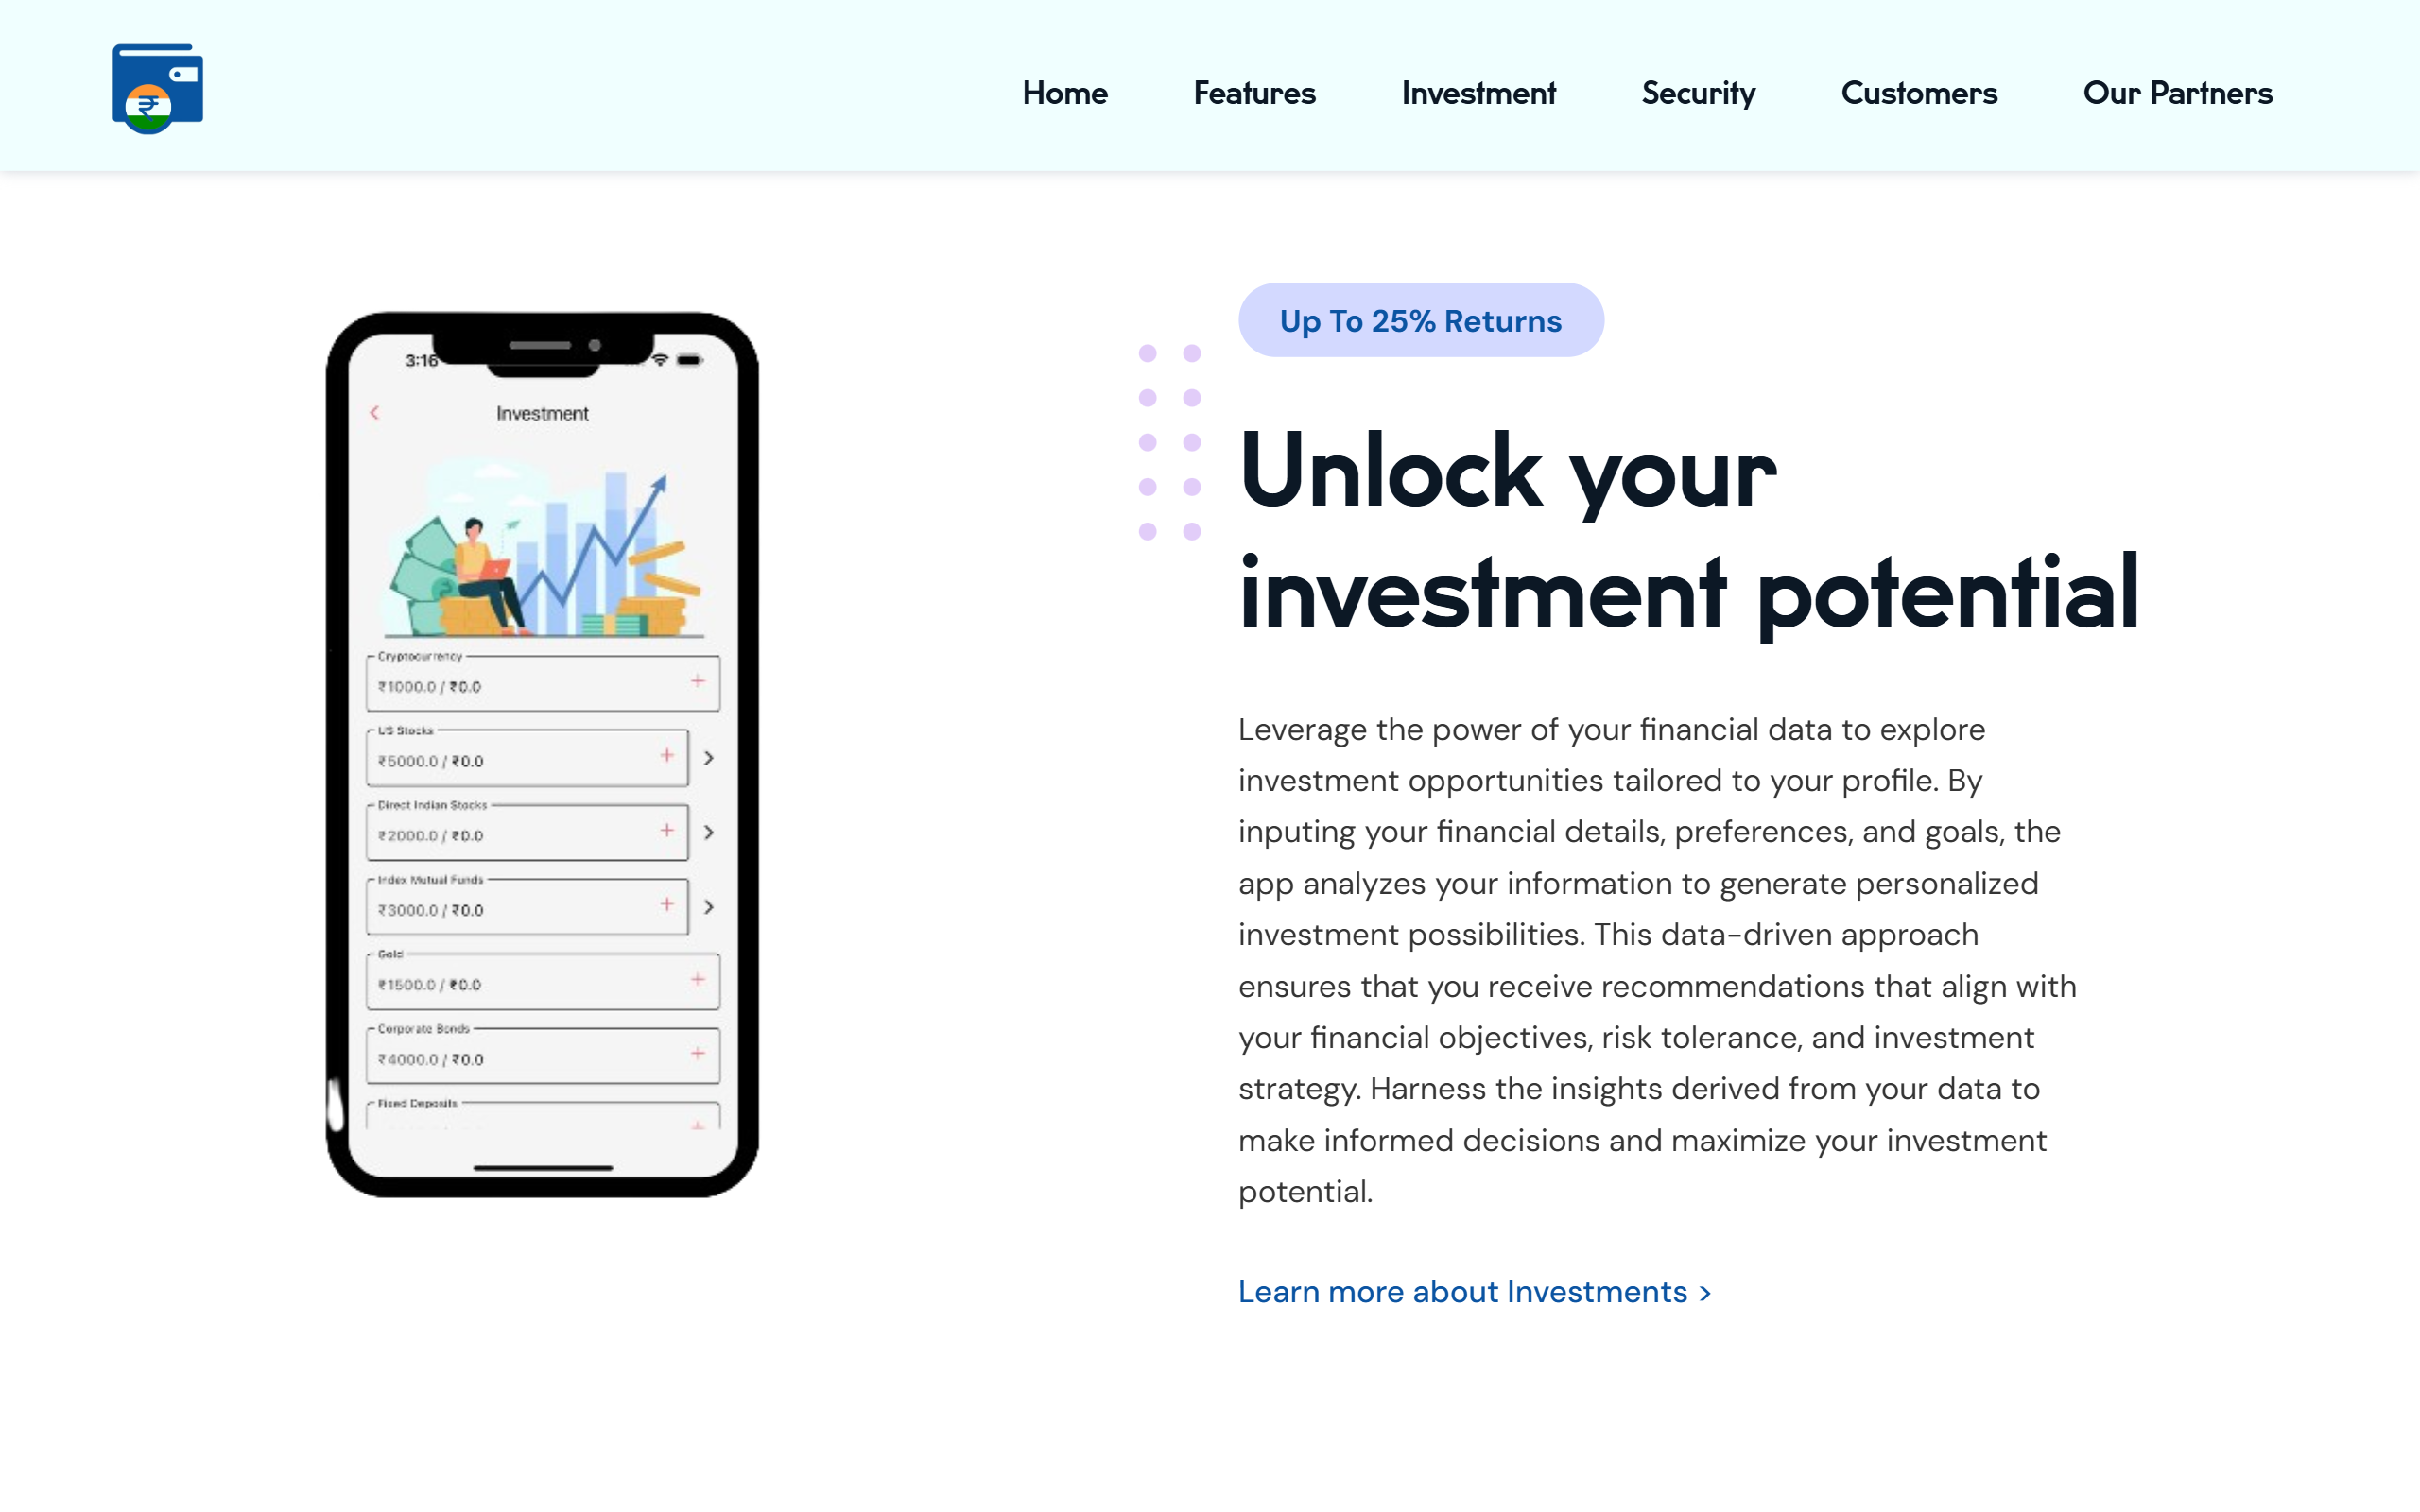 Home Features Investment Security Customers Our Partners
3:16
Investment
Cryptocurrency
₹1000.0 / ₹0.0
US Stocks
₹5000.0 / ₹0.0
Direct Indian Stocks
₹2000.0 / ₹0.0
Index Mutual Funds
₹3000.0 / ₹0.0
Gold
₹1500.0 / ₹0.0
Corporate Bonds
₹4000.0 / ₹0.0
Fixed Deposits
Up To 25% Returns
Unlock your
investment potential
Leverage the power of your financial data to explore
investment opportunities tailored to your profile. By
inputing your financial details, preferences, and goals, the
app analyzes your information to generate personalized
investment possibilities. This data-driven approach
ensures that you receive recommendations that align with
your financial objectives, risk tolerance, and investment
strategy. Harness the insights derived from your data to
make informed decisions and maximize your investment
potential.
Learn more about Investments >